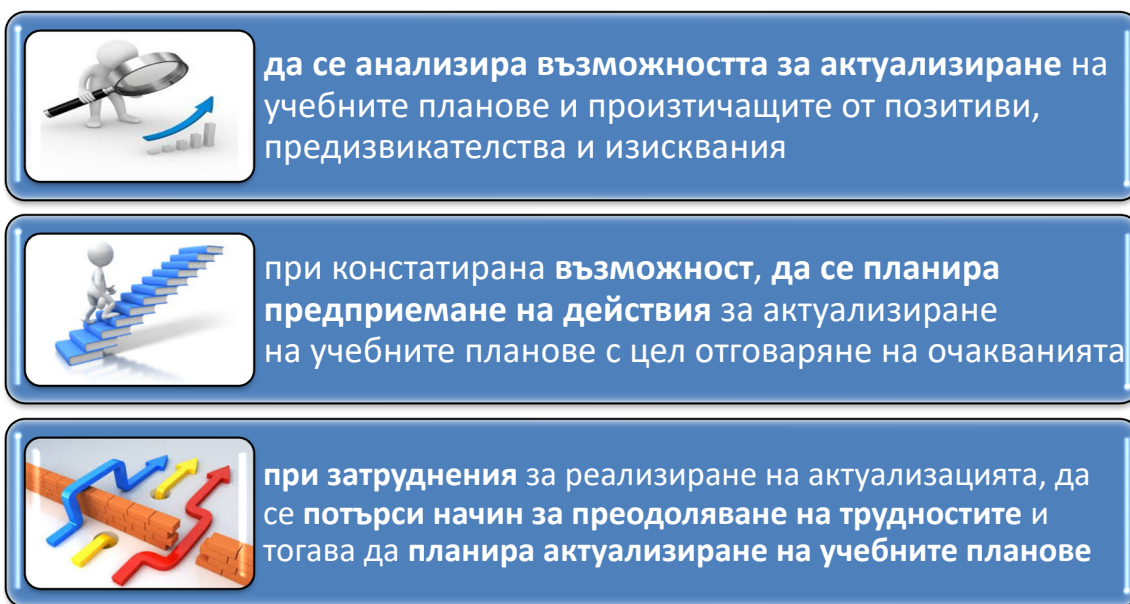 да се анализира възможността за актуализиране на
учебните планове и произтичащите от позитиви,
предизвикателства и изисквания
при констатирана възможност, да се планира
предприемане на действия за актуализиране
на учебните планове с цел отговаряне на очакванията
при затруднения за реализиране на актуализацията, да
се потърси начин за преодоляване на трудностите и
тогава да планира актуализиране на учебните планове